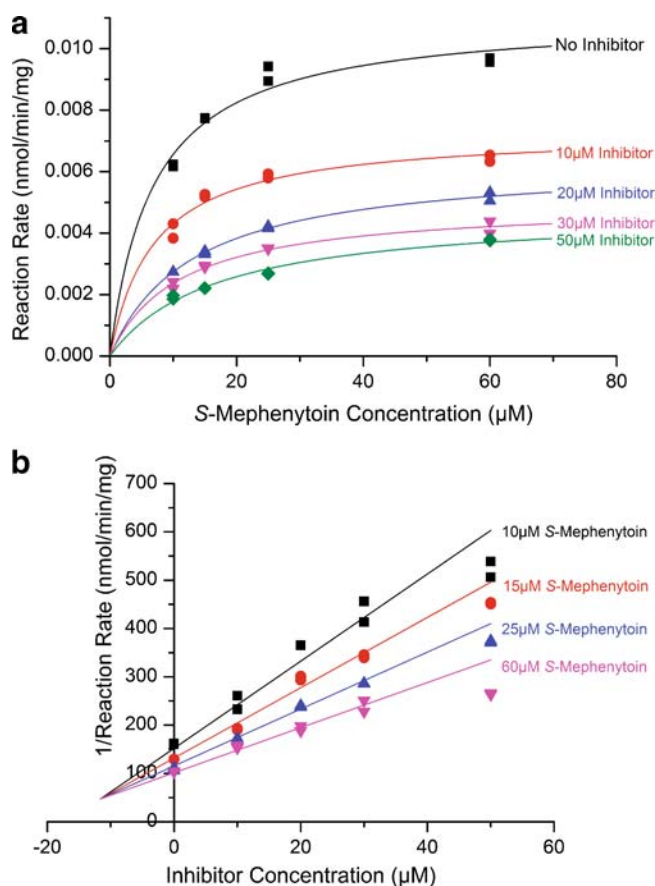 a
0.010
0.008
0.006
0.004
0.002
0.000
Reaction Rate (nmol/min/mg)
No Inhibitor
10µM Inhibitor
20µM Inhibitor
30µM Inhibitor
50µM Inhibitor
0 20 40 60 80
S-Mephenytoin Concentration (µM)
b
700
600
500
400
300
200
100
0
1/Reaction Rate (nmol/min/mg)
10µM S-Mephenytoin
15µM S-Mephenytoin
25µM S-Mephenytoin
60µM S-Mephenytoin
-20 0 20 40 60
Inhibitor Concentration (µM)